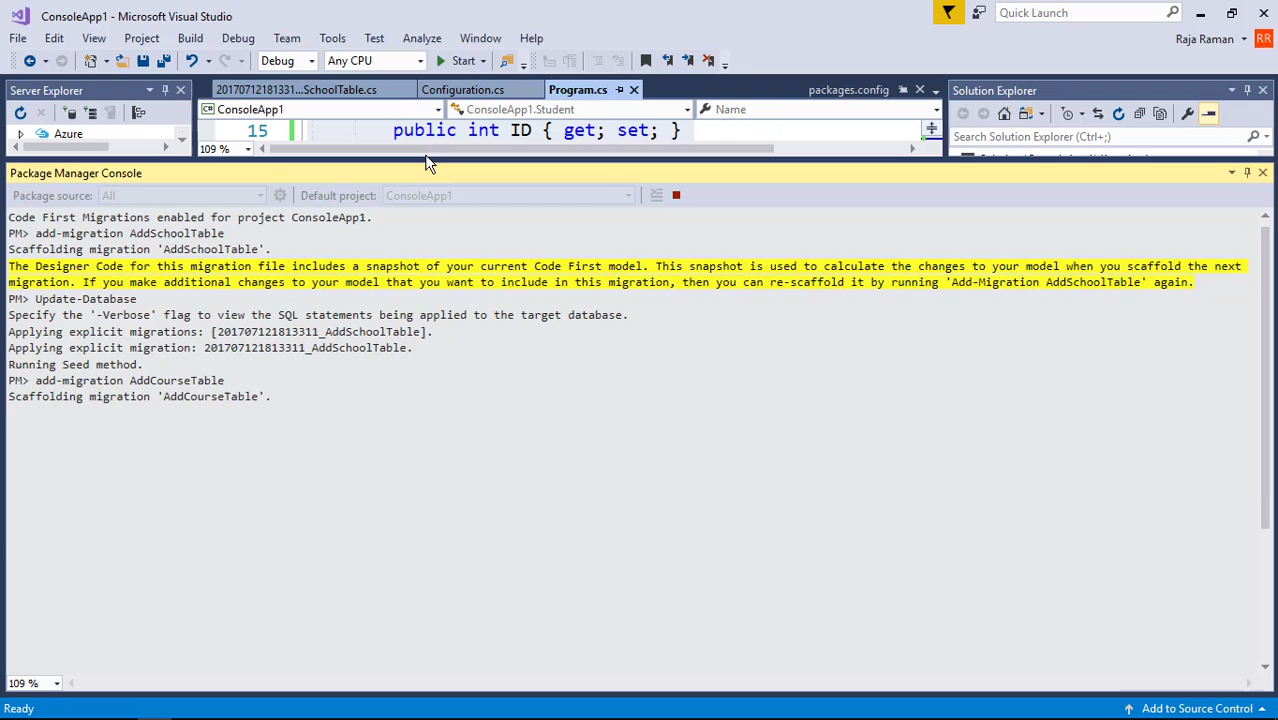 ConsoleApp1 - Microsoft Visual Studio
Quick Launch
File Edit View Project Build Debug Team Tools Test Analyze Window Help
Raja Raman RR
Debug Any CPU Start
Server Explorer
20170712181331...SchoolTable.cs Configuration.cs Program.cs packages.config
Solution Explorer
ConsoleApp1 ConsoleApp1.Student Name
Azure
15 public int ID { get; set; }
Search Solution Explorer (Ctrl+;)
109 %
Package Manager Console
Package source: All Default project: ConsoleApp1
Code First Migrations enabled for project ConsoleApp1.
PM> add-migration AddSchoolTable
Scaffolding migration 'AddSchoolTable'.
The Designer Code for this migration file includes a snapshot of your current Code First model. This snapshot is used to calculate the changes to your model when you scaffold the next
migration. If you make additional changes to your model that you want to include in this migration, then you can re-scaffold it by running 'Add-Migration AddSchoolTable' again.
PM> Update-Database
Specify the '-Verbose' flag to view the SQL statements being applied to the target database.
Applying explicit migrations: [201707121813311_AddSchoolTable].
Applying explicit migration: 201707121813311_AddSchoolTable.
Running Seed method.
PM> add-migration AddCourseTable
Scaffolding migration 'AddCourseTable'.
109 %
Ready
Add to Source Control